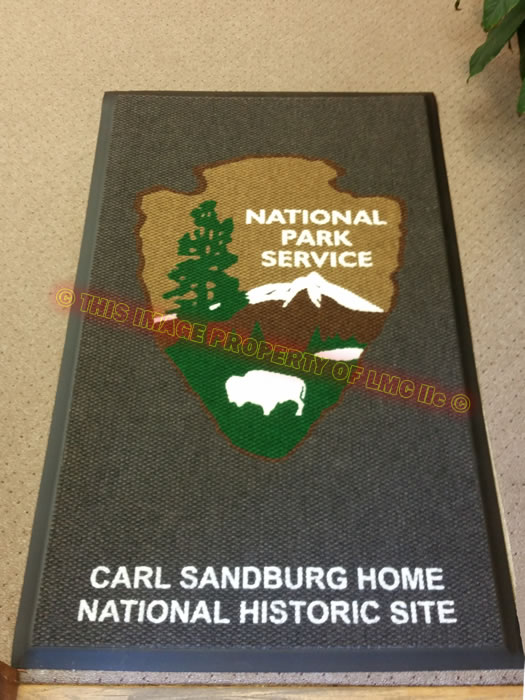 NATIONAL
PARK
SERVICE
© THIS IMAGE PROPERTY OF LMC llc ©
CARL SANDBURG HOME
NATIONAL HISTORIC SITE